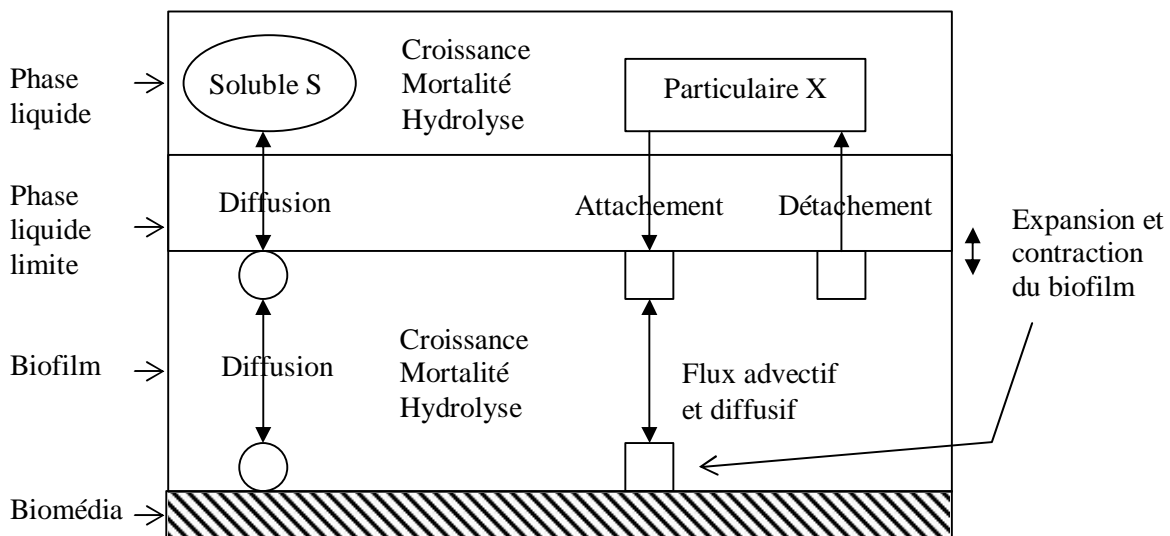 Phase
liquide
Soluble S
Croissance
Mortalité
Hydrolyse
Particulaire X
Phase
liquide
limite
Diffusion
Attachement
Détachement
Expansion et
contraction
du biofilm
Biofilm
Diffusion
Croissance
Mortalité
Hydrolyse
Flux advectif
et diffusif
Biomédia